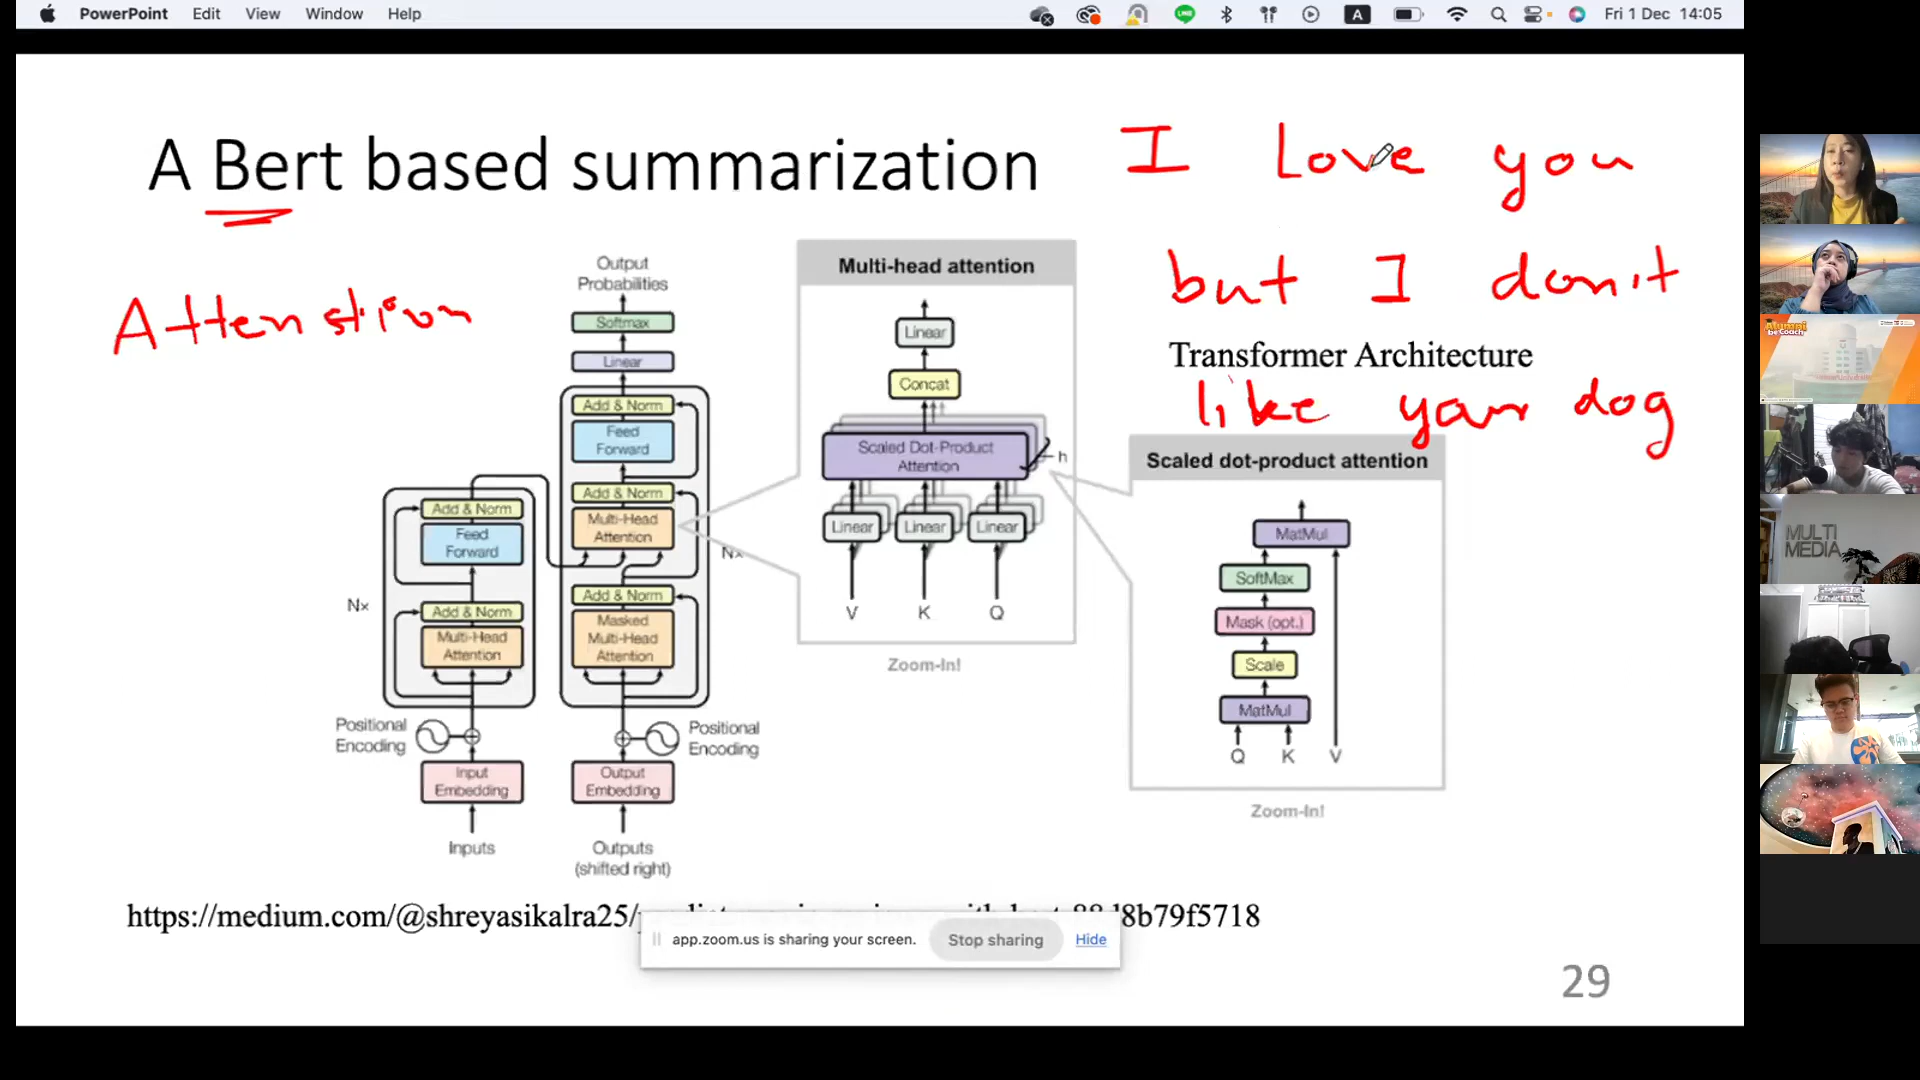 PowerPoint Edit View Window Help
A Fri 1 Dec 14:05
A Bert based summarization
I Love you
but I don't
like your dog
Attenstion
Transformer Architecture
Output
Probabilities
Softmax
Linear
Add & Norm
Feed
Forward
Add & Norm
Multi-Head
Attention
Nx
Add & Norm
Masked
Multi-Head
Attention
Positional
Encoding
Output
Embedding
Outputs
(shifted right)
Add & Norm
Feed
Forward
Nx
Add & Norm
Multi-Head
Attention
Positional
Encoding
Input
Embedding
Inputs
Multi-head attention
Linear
Concat
Scaled Dot-Product
Attention
h
Linear Linear Linear
V K Q
Zoom-In!
Scaled dot-product attention
MatMul
SoftMax
Mask (opt.)
Scale
MatMul
Q K V
Zoom-In!
https://medium.com/@shreyasikalra25/
8b79f5718
app.zoom.us is sharing your screen. Stop sharing Hide
29
Alumni
be Coach
MULTI
MEDIA